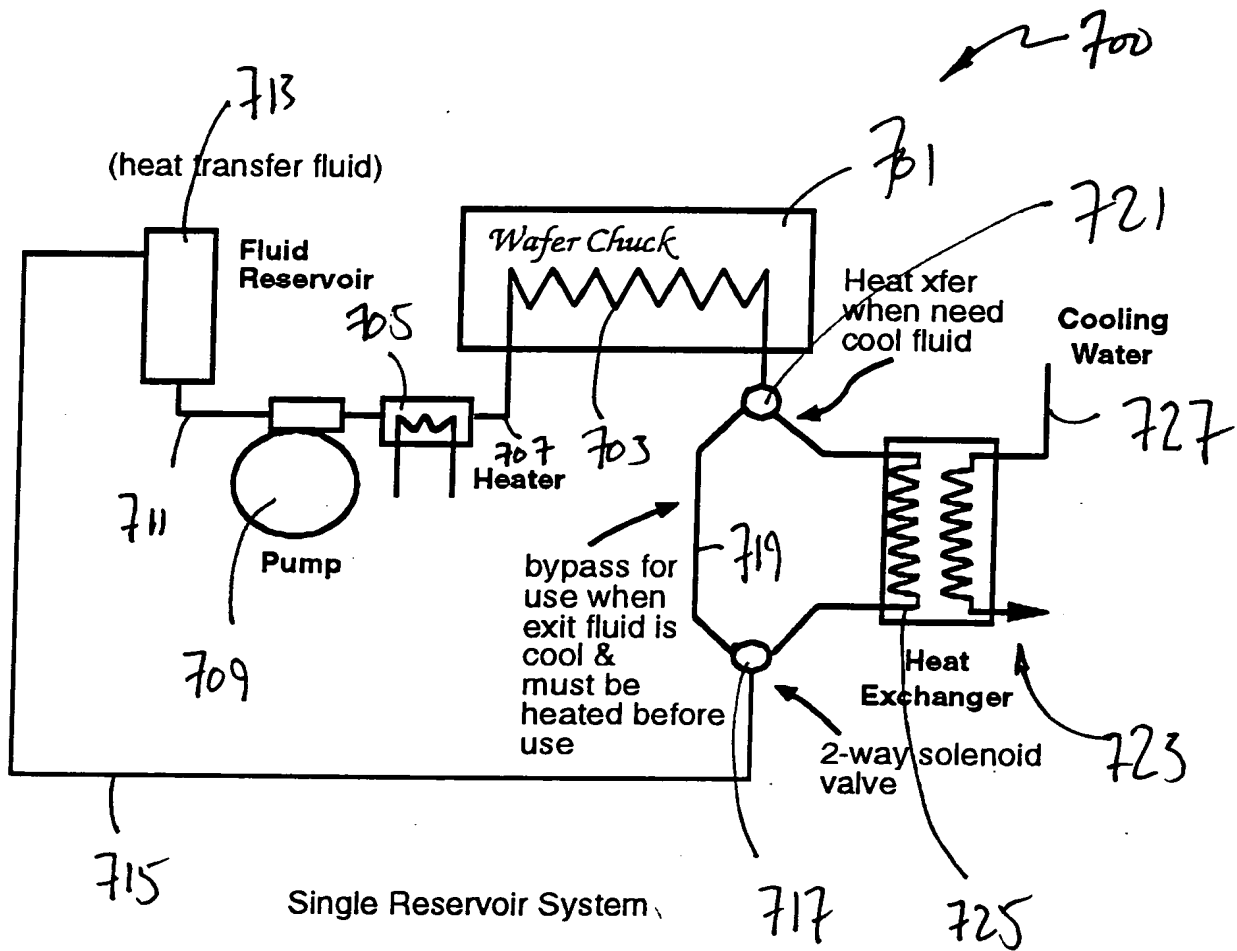 700
713
(heat transfer fluid)
701
721
Wafer Chuck
Fluid
Reservoir
Heat xfer
when need
cool fluid
705
Cooling
Water
727
707
703
Heater
711
Pump
719
bypass for
use when
exit fluid is
cool &
must be
heated before
use
709
Heat
Exchanger
2-way solenoid
valve
723
715
Single Reservoir System
717
725